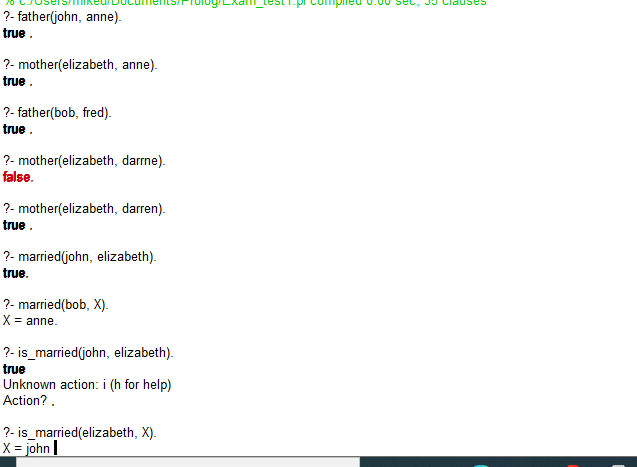 % c:/Users/miked/Documents/Prolog/Exam_test1.pl compiled 0.00 sec, 55 clauses
?- father(john, anne).
true .
?- mother(elizabeth, anne).
true .
?- father(bob, fred).
true .
?- mother(elizabeth, darrne).
false.
?- mother(elizabeth, darren).
true .
?- married(john, elizabeth).
true.
?- married(bob, X).
X = anne.
?- is_married(john, elizabeth).
true
Unknown action: i (h for help)
Action? .
?- is_married(elizabeth, X).
X = john